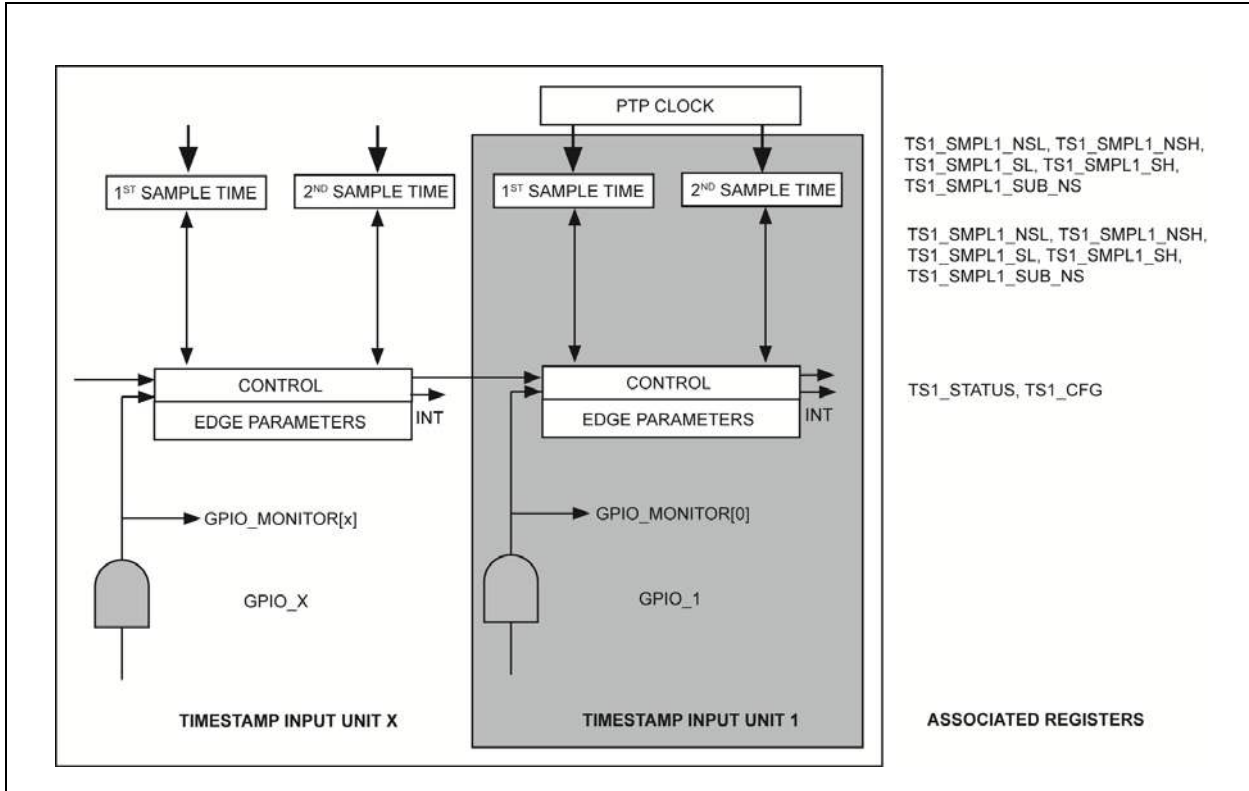 PTP CLOCK
1ST SAMPLE TIME
2ND SAMPLE TIME
1ST SAMPLE TIME
2ND SAMPLE TIME
TS1_SMPL1_NSL, TS1_SMPL1_NSH,
TS1_SMPL1_SL, TS1_SMPL1_SH,
TS1_SMPL1_SUB_NS
TS1_SMPL1_NSL, TS1_SMPL1_NSH,
TS1_SMPL1_SL, TS1_SMPL1_SH,
TS1_SMPL1_SUB_NS
CONTROL
EDGE PARAMETERS
INT
CONTROL
EDGE PARAMETERS
INT
TS1_STATUS, TS1_CFG
GPIO_MONITOR[x]
GPIO_MONITOR[0]
GPIO_X
GPIO_1
TIMESTAMP INPUT UNIT X
TIMESTAMP INPUT UNIT 1
ASSOCIATED REGISTERS